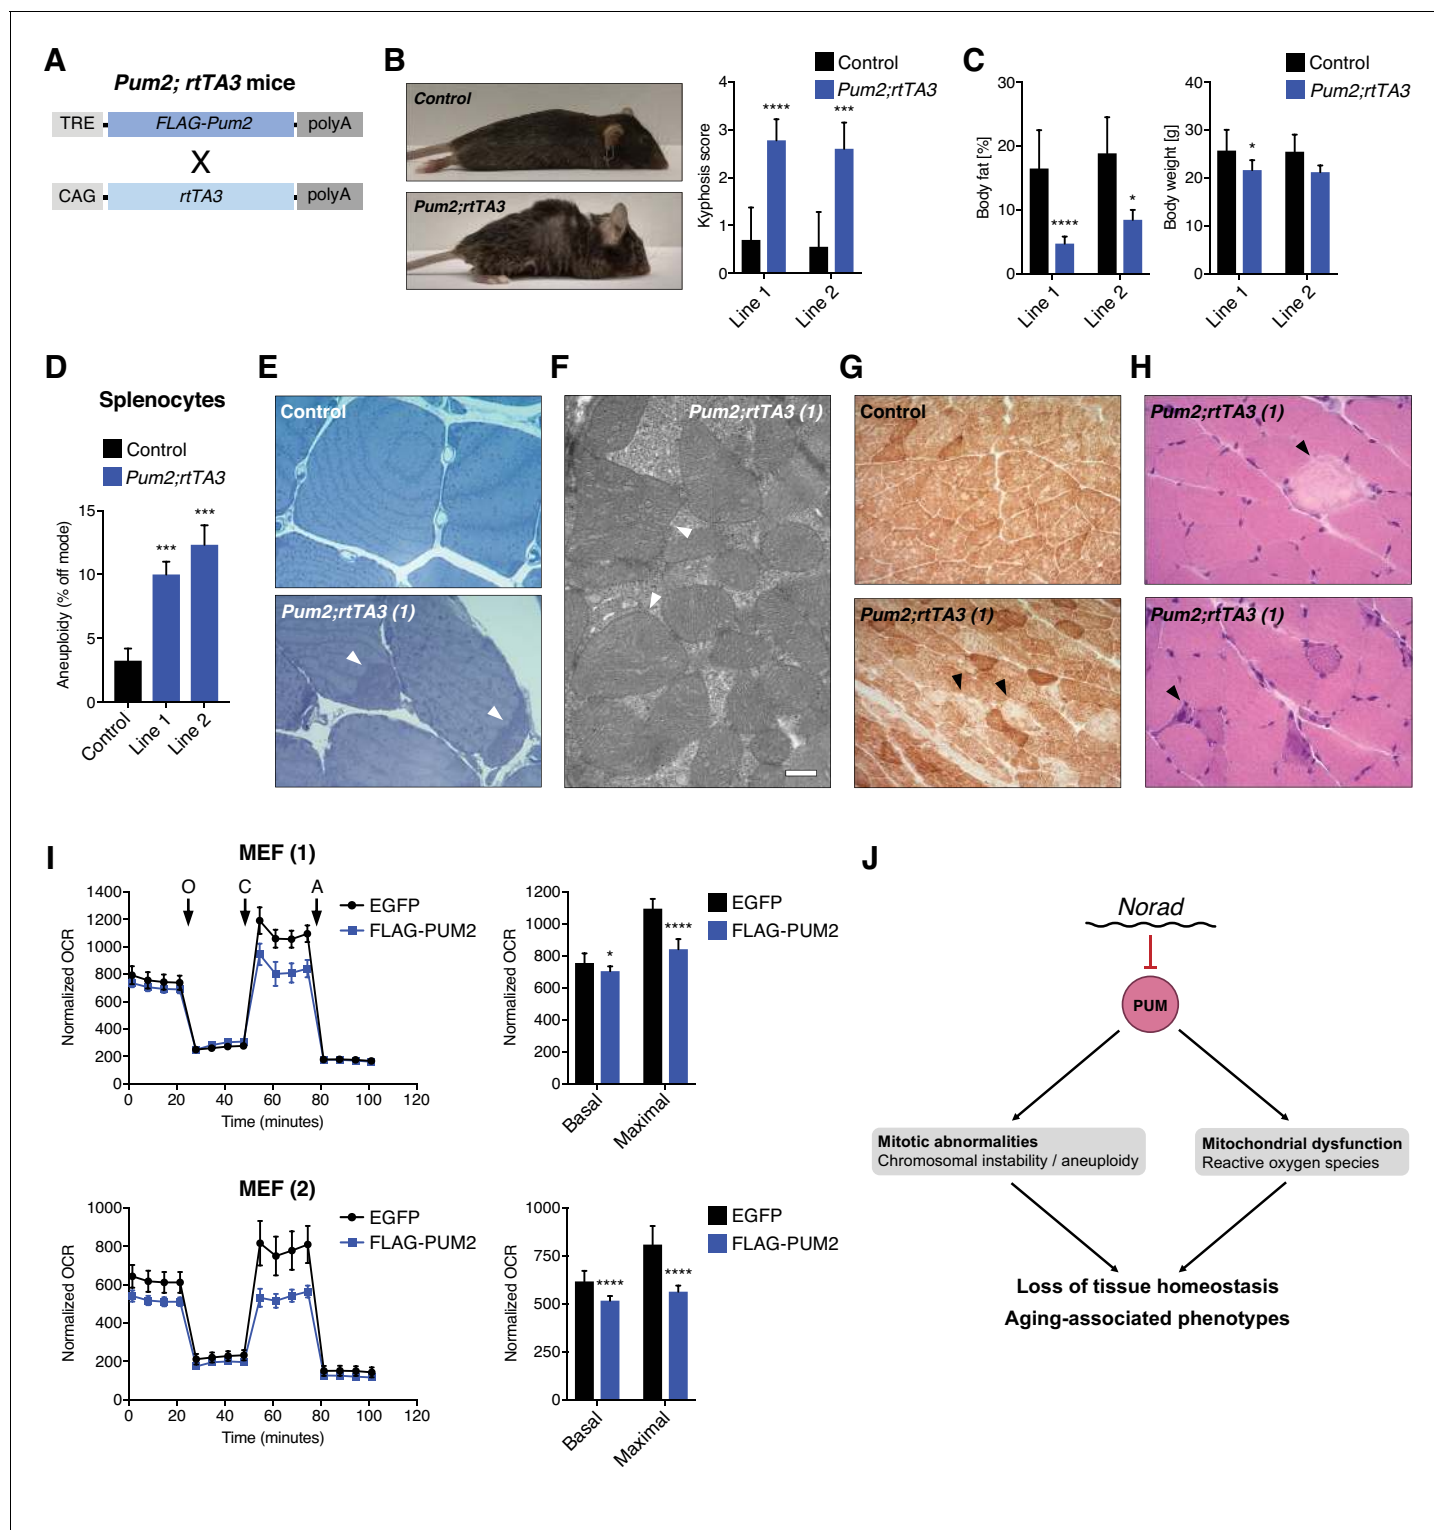 A
Pum2; rtTA3 mice
TRE
FLAG-Pum2
polyA
X
CAG
rtTA3
polyA
B
Control
Pum2;rtTA3
Control
Pum2;rtTA3
Kyphosis score
4
3
2
1
0
****
***
Line 1
Line 2
C
Control
Pum2;rtTA3
Body fat [%]
30
20
10
0
****
*
Line 1
Line 2
Body weight [g]
40
30
20
10
0
*
Line 1
Line 2
D
Splenocytes
Control
Pum2;rtTA3
Aneuploidy (% off mode)
15
10
5
0
***
***
Control
Line 1
Line 2
E
Control
Pum2;rtTA3 (1)
F
Pum2;rtTA3 (1)
G
Control
Pum2;rtTA3 (1)
H
Pum2;rtTA3 (1)
Pum2;rtTA3 (1)
I
MEF (1)
O
C
A
EGFP
FLAG-PUM2
Normalized OCR
1400
1200
1000
800
600
400
200
0
0 20 40 60 80 100 120
Time (minutes)
EGFP
FLAG-PUM2
Normalized OCR
1200
1000
800
600
400
200
0
*
****
Basal
Maximal
MEF (2)
EGFP
FLAG-PUM2
Normalized OCR
1000
800
600
400
200
0
0 20 40 60 80 100 120
Time (minutes)
EGFP
FLAG-PUM2
Normalized OCR
1000
750
500
250
0
****
****
Basal
Maximal
J
Norad
PUM
Mitotic abnormalities
Chromosomal instability / aneuploidy
Mitochondrial dysfunction
Reactive oxygen species
Loss of tissue homeostasis
Aging-associated phenotypes